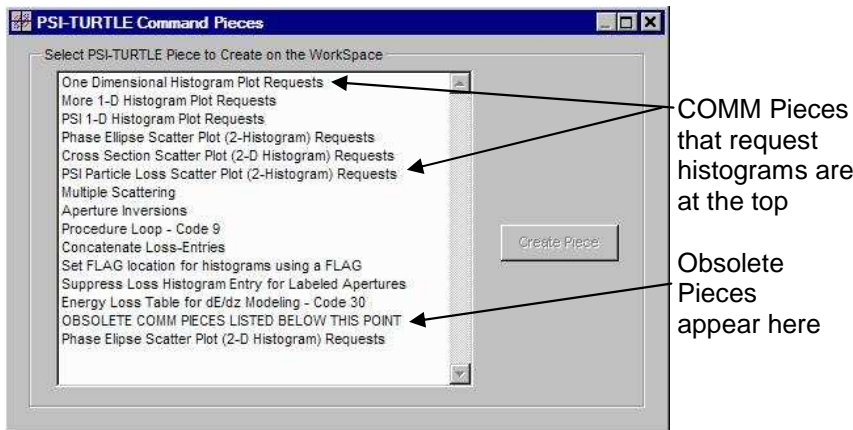 PSI-TURTLE Command Pieces
Select PSI-TURTLE Piece to Create on the WorkSpace
One Dimensional Histogram Plot Requests
More 1-D Histogram Plot Requests
PSI 1-D Histogram Plot Requests
Phase Ellipse Scatter Plot (2-Histogram) Requests
Cross Section Scatter Plot (2-D Histogram) Requests
PSI Particle Loss Scatter Plot (2-Histogram) Requests
Multiple Scattering
Aperture Inversions
Procedure Loop - Code 9
Concatenate Loss-Entries
Set FLAG location for histograms using a FLAG
Suppress Loss Histogram Entry for Labeled Apertures
Energy Loss Table for dE/dz Modeling - Code 30
OBSOLETE COMM PIECES LISTED BELOW THIS POINT
Phase Elipse Scatter Plot (2-D Histogram) Requests
Create Piece
COMM Pieces
that request
histograms are
at the top
Obsolete
Pieces
appear here